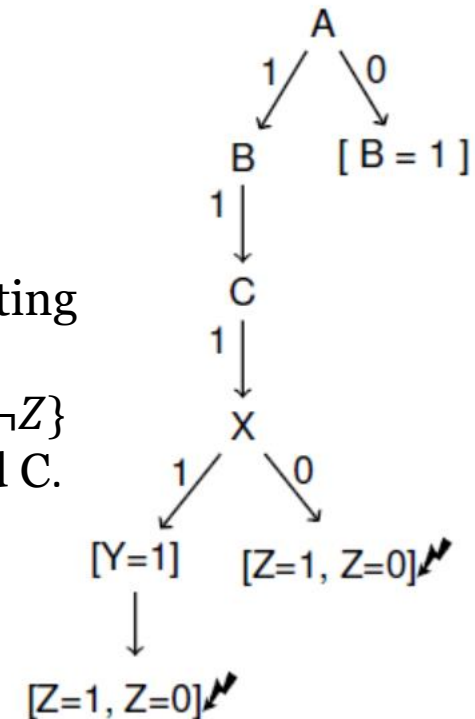 A
1 0
B [ B = 1 ]
1
ting
C
1
¬Z}
X
C.
1 0
[Y=1] [Z=1, Z=0]
[Z=1, Z=0]